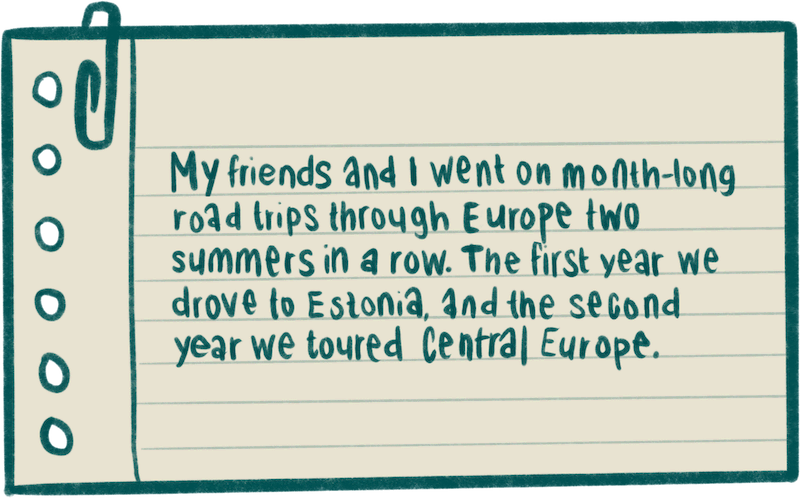 My friends and I went on month-long
road trips through Europe two
summers in a row. The first year we
drove to Estonia, and the second
year we toured Central Europe.